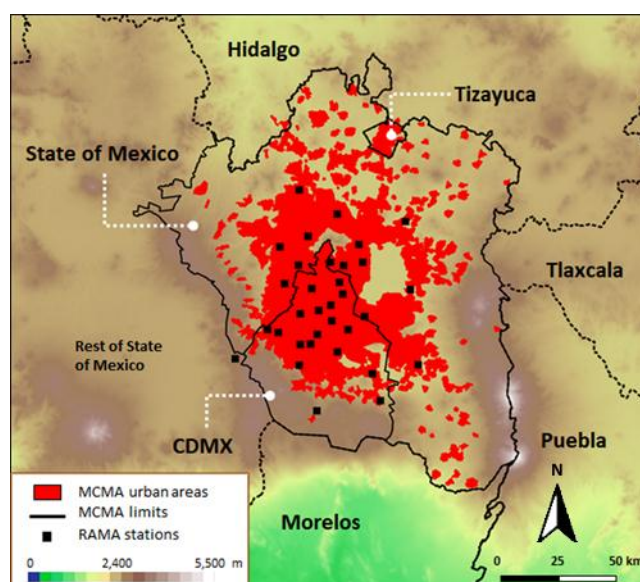 Hidalgo
Tizayuca
State of Mexico
Tlaxcala
Rest of State
of Mexico
CDMX
Puebla
N
Morelos
MCMA urban areas
MCMA limits
RAMA stations
0 2,400 5,500 m
0 25 50 km